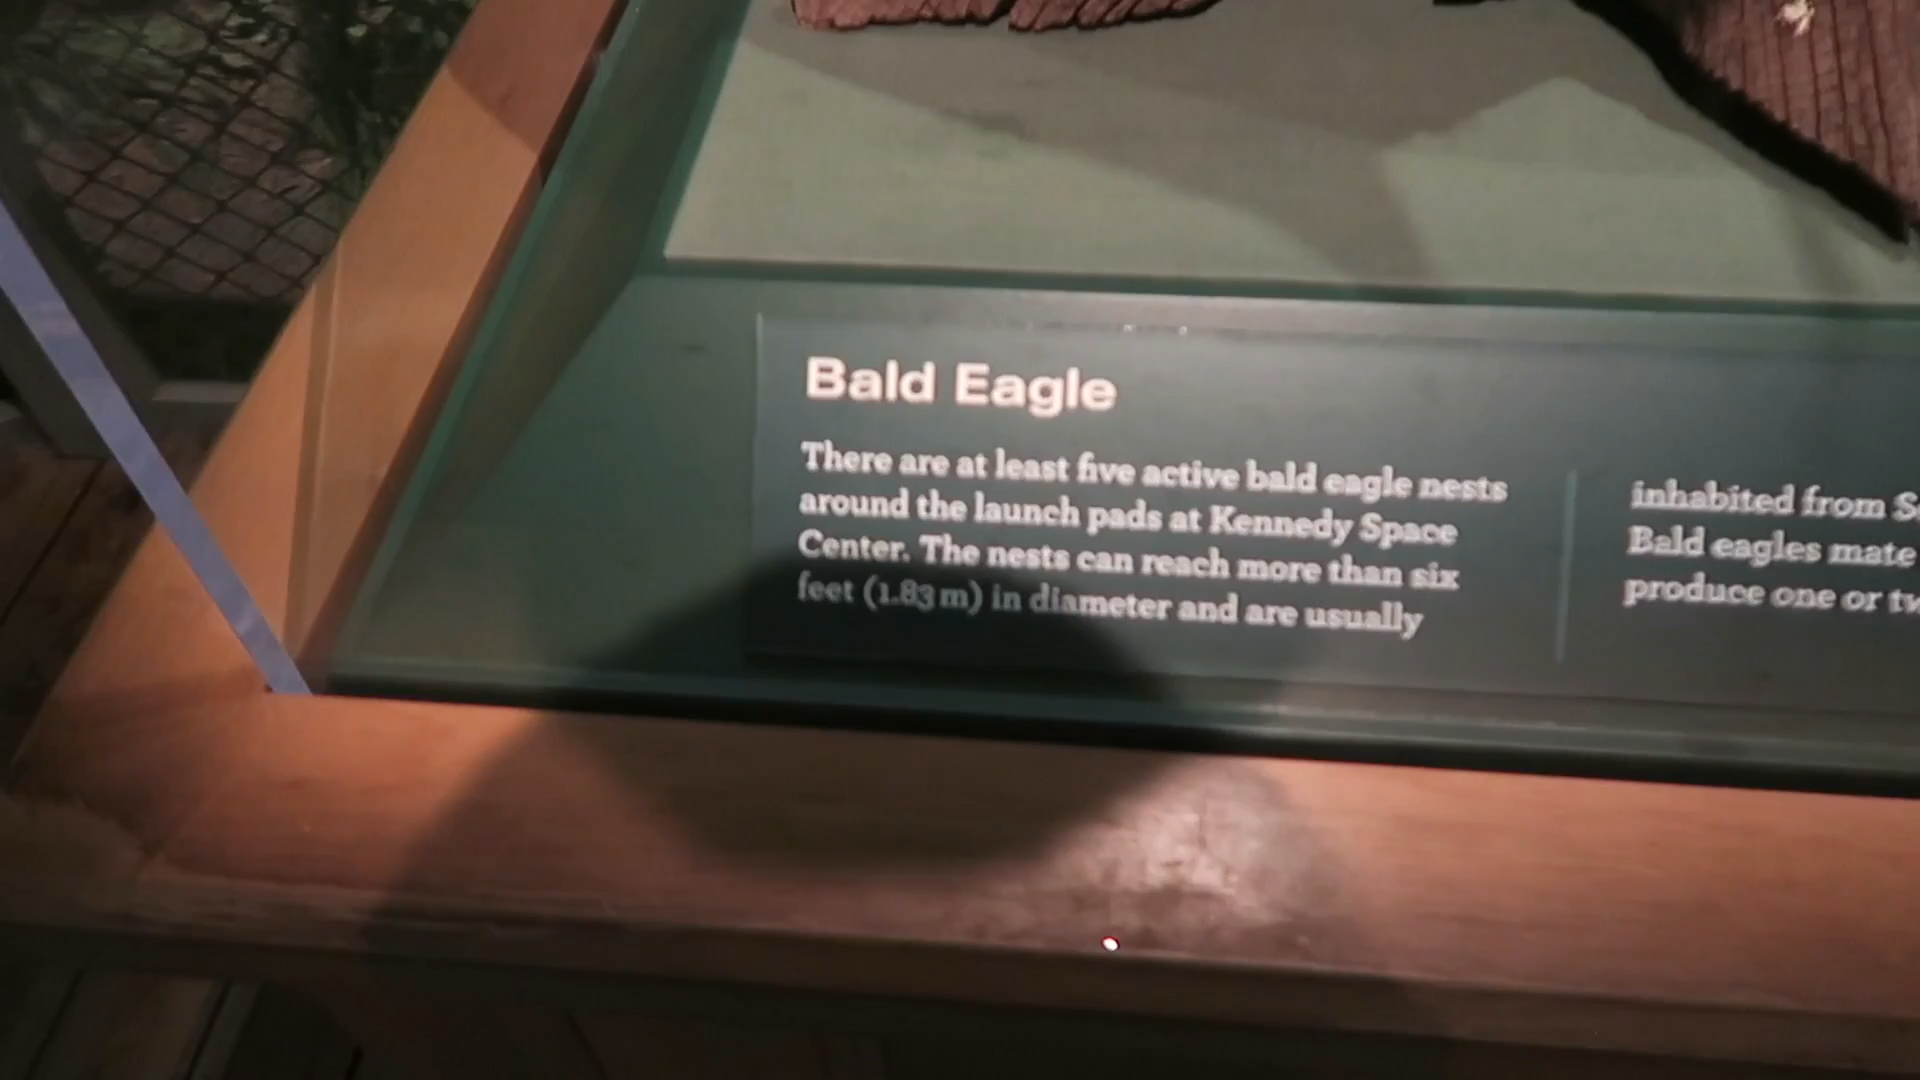 Bald Eagle
There are at least five active bald eagle nests
around the launch pads at Kennedy Space
Center. The nests can reach more than six
feet (1.83 m) in diameter and are usually
inhabited from
Bald eagles mate
produce one or